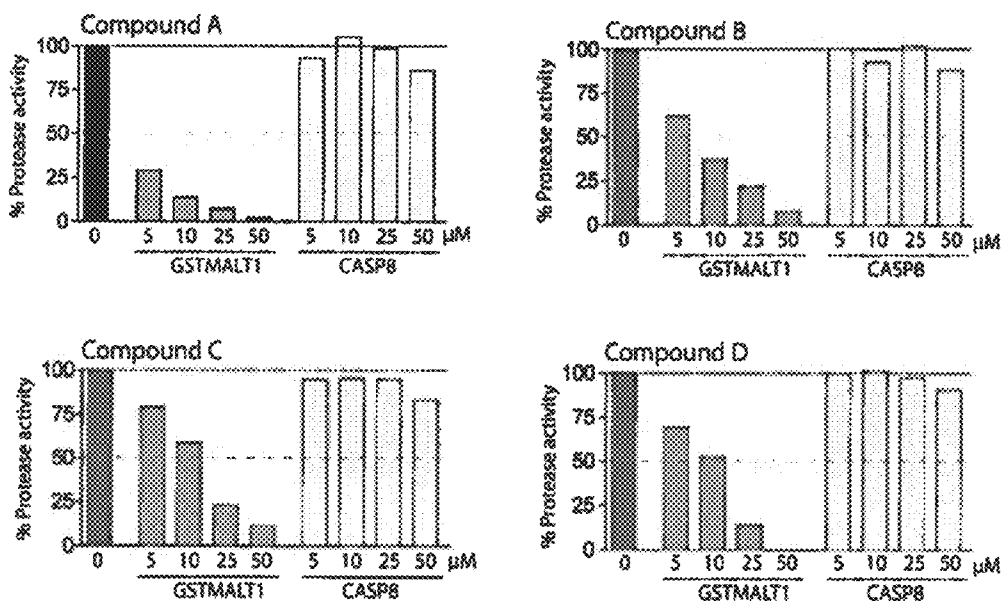 Compound A
% Protease activity
100
75
50
25
0
0 5 10 25 50 5 10 25 50 µM
GSTMALT1 CASP8
Compound B
% Protease activity
100
75
50
25
0
0 5 10 25 50 5 10 25 50 µM
GSTMALT1 CASP8
Compound C
% Protease activity
100
75
50
25
0
0 5 10 25 50 5 10 25 50 µM
GSTMALT1 CASP8
Compound D
% Protease activity
100
75
50
25
0
0 5 10 25 50 5 10 25 50 µM
GSTMALT1 CASP8